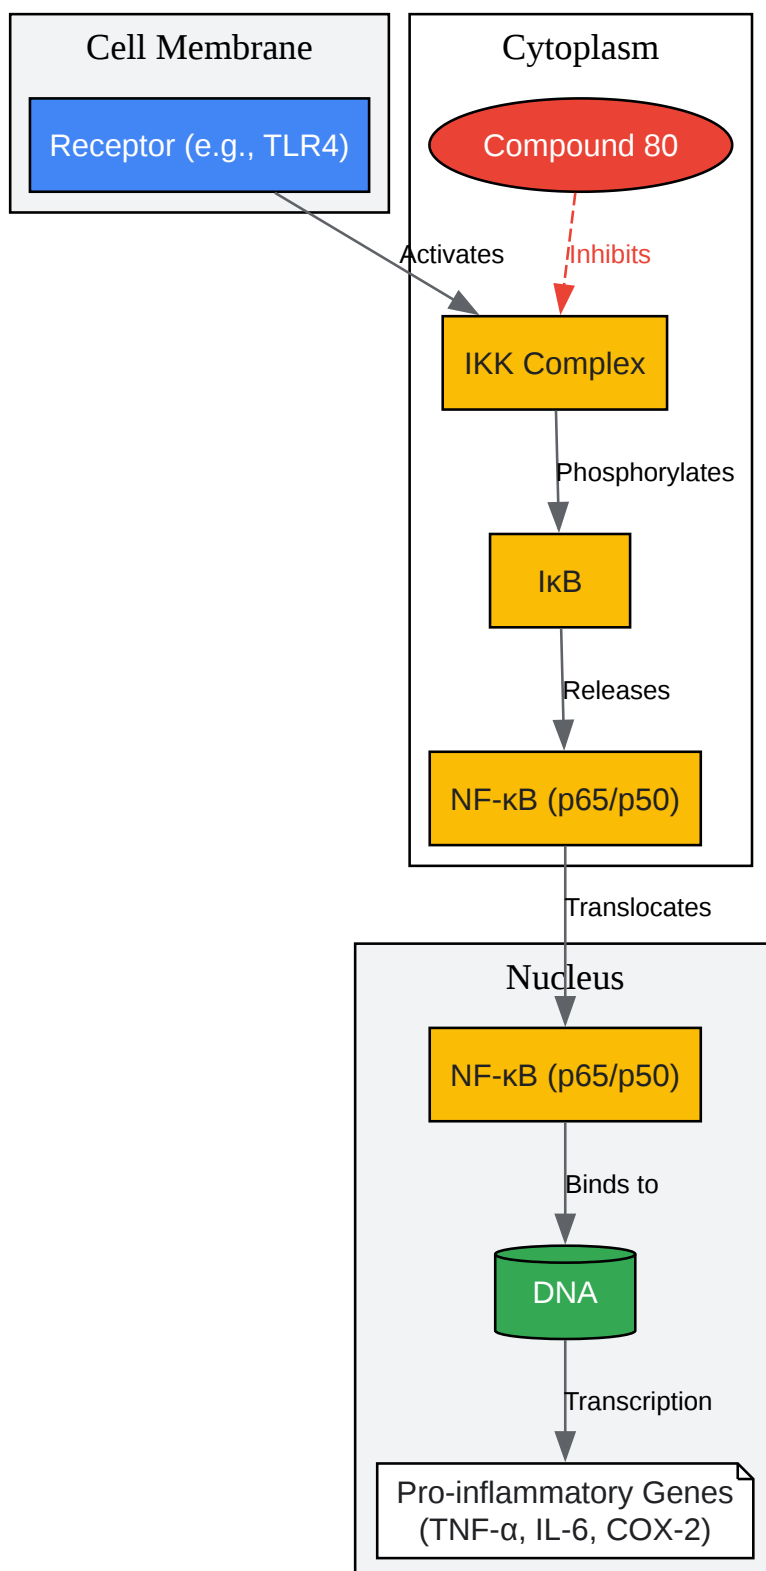 Cell Membrane
Cytoplasm
Receptor (e.g., TLR4)
Compound 80
Activates
Inhibits
IKK Complex
Phosphorylates
IκB
Releases
NF-κB (p65/p50)
Translocates
Nucleus
NF-κB (p65/p50)
Binds to
DNA
Transcription
Pro-inflammatory Genes
(TNF-α, IL-6, COX-2)